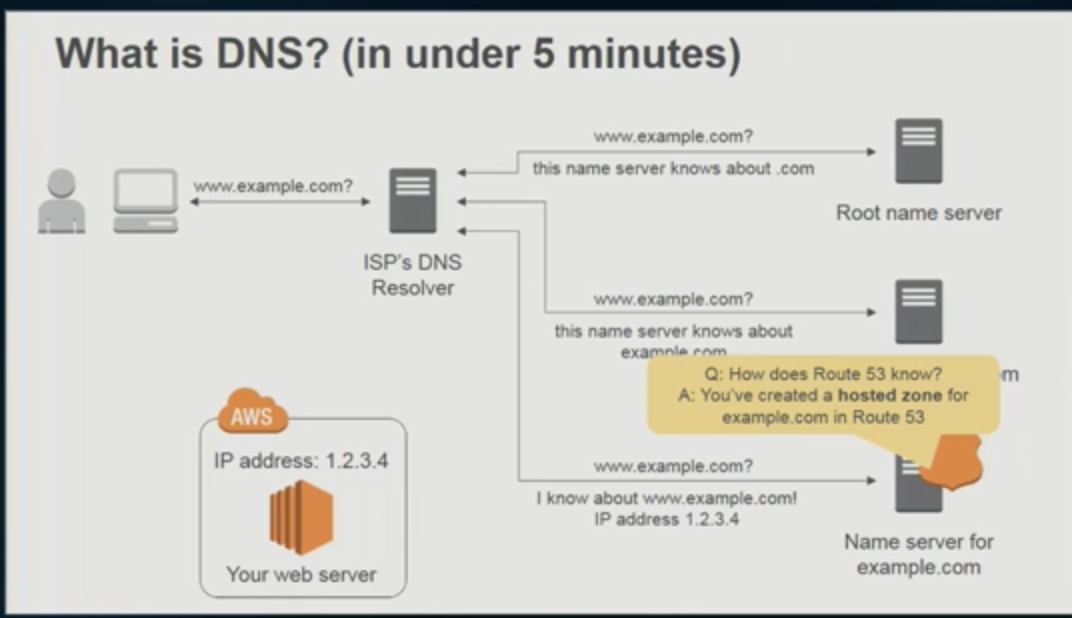 What is DNS? (in under 5 minutes)
www.example.com?
this name server knows about .com
Root name server
www.example.com?
ISP's DNS
Resolver
www.example.com?
this name server knows about
example.com
Q: How does Route 53 know?
A: You've created a hosted zone for
example.com in Route 53
m
AWS
IP address: 1.2.3.4
Your web server
www.example.com?
I know about www.example.com!
IP address 1.2.3.4
Name server for
example.com